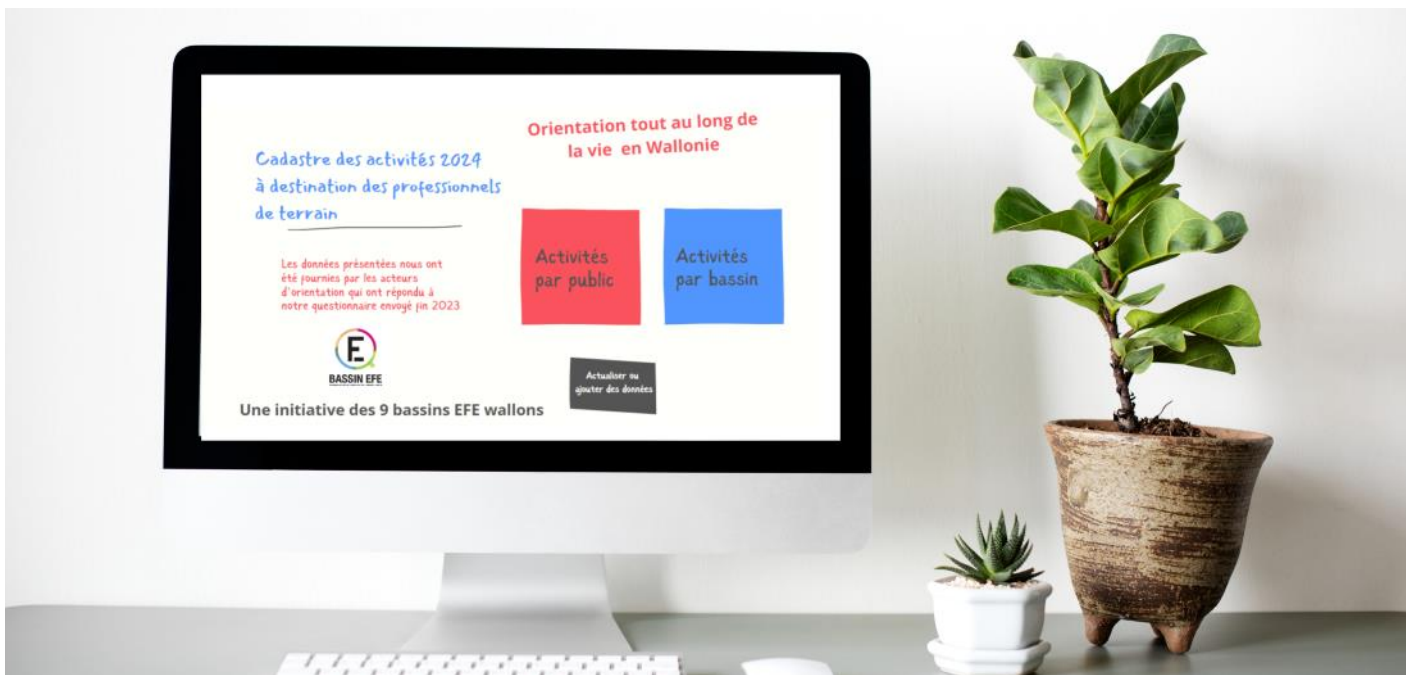 Cadastre des activités 2024
à destination des professionnels
de terrain
Les données présentées nous ont
été fournies par les acteurs
d'orientation qui ont répondu à
notre questionnaire envoyé fin 2023
BASSIN EFE
Une initiative des 9 bassins EFE wallons
Orientation tout au long de
la vie en Wallonie
Activités
par public
Activités
par bassin
Actualiser ou
ajouter des données